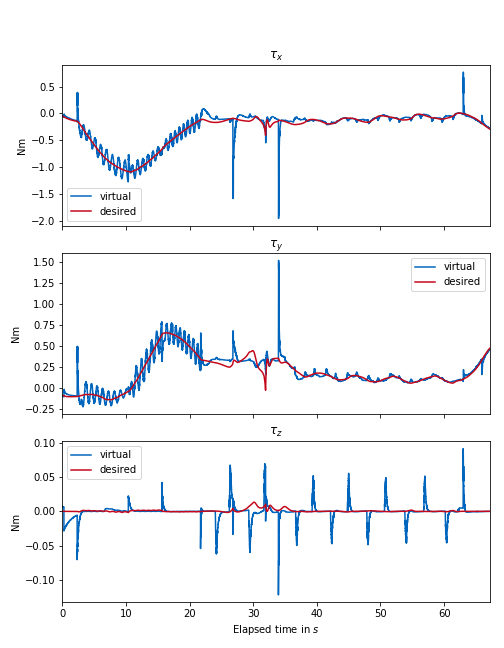 τx
0.5
0.0
−0.5
−1.0
−1.5
−2.0
Nm
virtual
desired
τy
1.50
1.25
1.00
0.75
0.50
0.25
0.00
−0.25
Nm
virtual
desired
τz
0.10
0.05
0.00
−0.05
−0.10
Nm
virtual
desired
0 10 20 30 40 50 60
Elapsed time in s